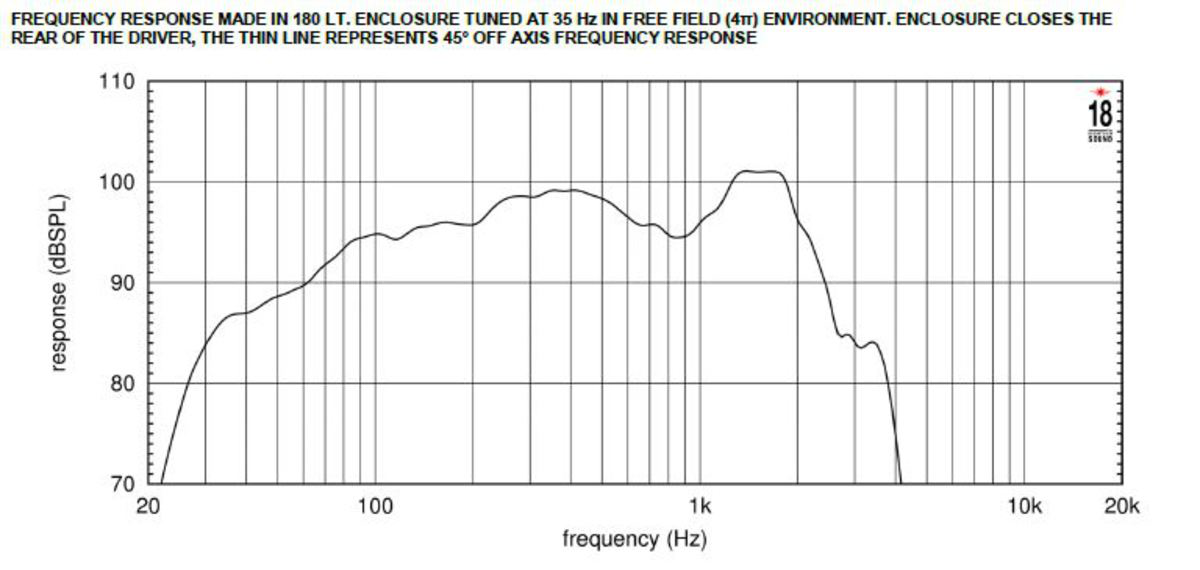 FREQUENCY RESPONSE MADE IN 180 LT. ENCLOSURE TUNED AT 35 Hz IN FREE FIELD (4π) ENVIRONMENT. ENCLOSURE CLOSES THE
REAR OF THE DRIVER, THE THIN LINE REPRESENTS 45° OFF AXIS FREQUENCY RESPONSE
110
18
SOUND
100
response (dBSPL)
90
80
70
20 100 1k 10k 20k
frequency (Hz)